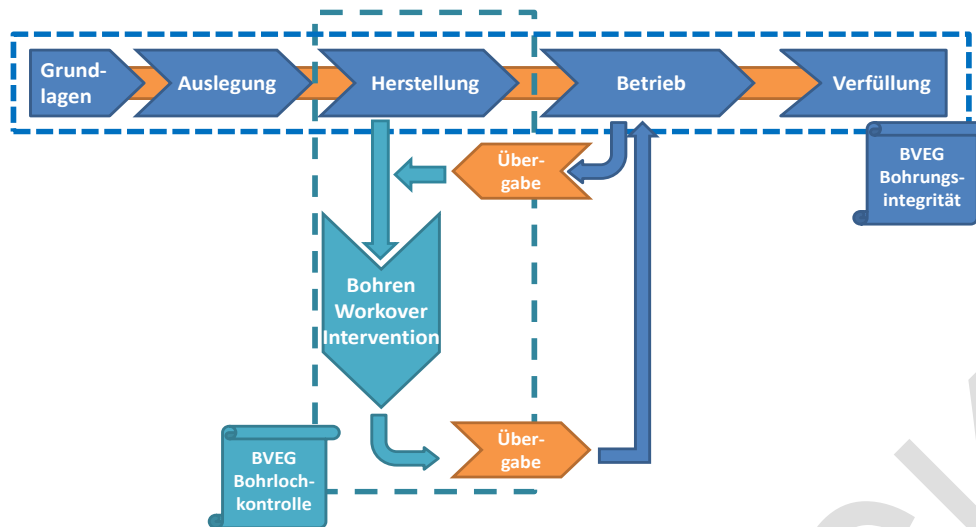 Grund-
lagen
Auslegung
Herstellung
Betrieb
Verfüllung
Über-
gabe
BVEG
Bohrungs-
integrität
Bohren
Workover
Intervention
Über-
gabe
BVEG
Bohrloch-
kontrolle